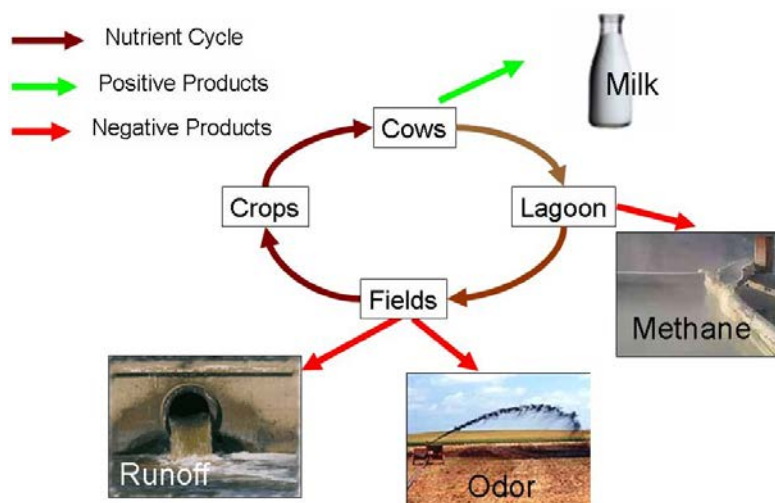 Nutrient Cycle
Positive Products
Negative Products
Milk
Cows
Crops
Lagoon
Fields
Methane
Runoff
Odor